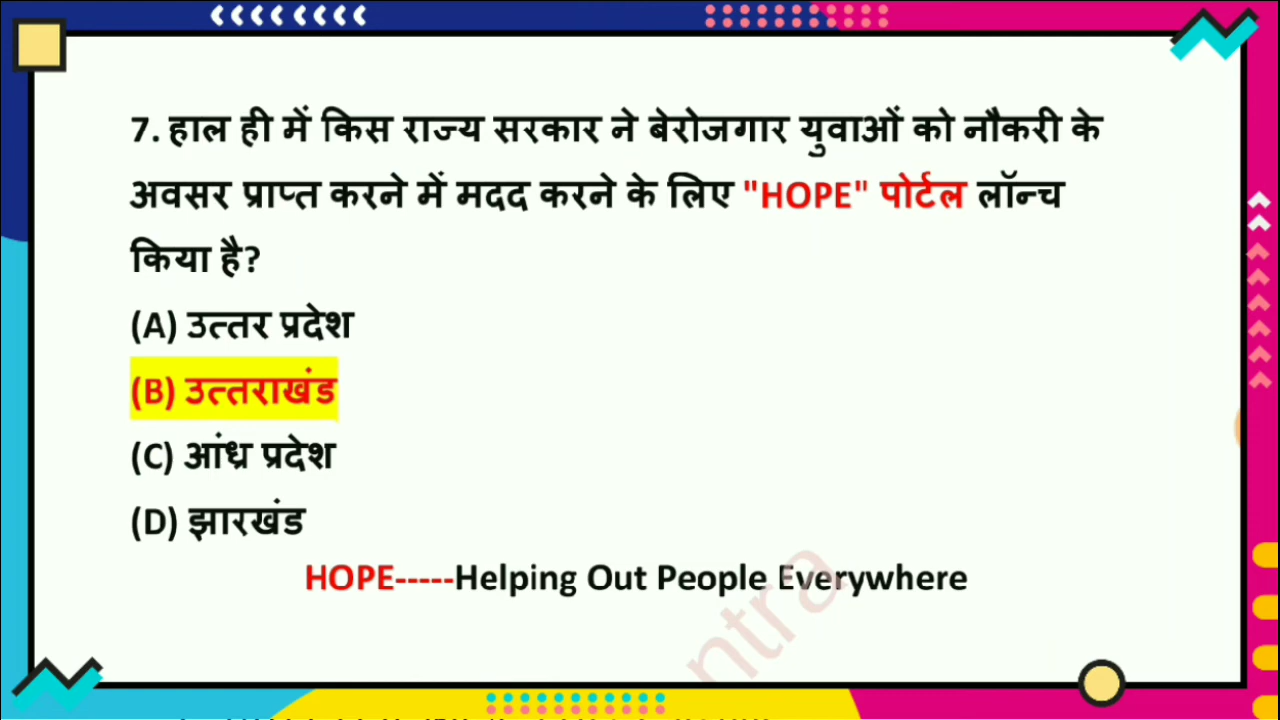 7. हाल ही में किस राज्य सरकार ने बेरोजगार युवाओं को नौकरी के
अवसर प्राप्त करने में मदद करने के लिए "HOPE" पोर्टल लॉन्च
किया है?
(A) उत्तर प्रदेश
(B) उत्तराखंड
(C) आंध्र प्रदेश
(D) झारखंड
HOPE-----Helping Out People Everywhere
ntra